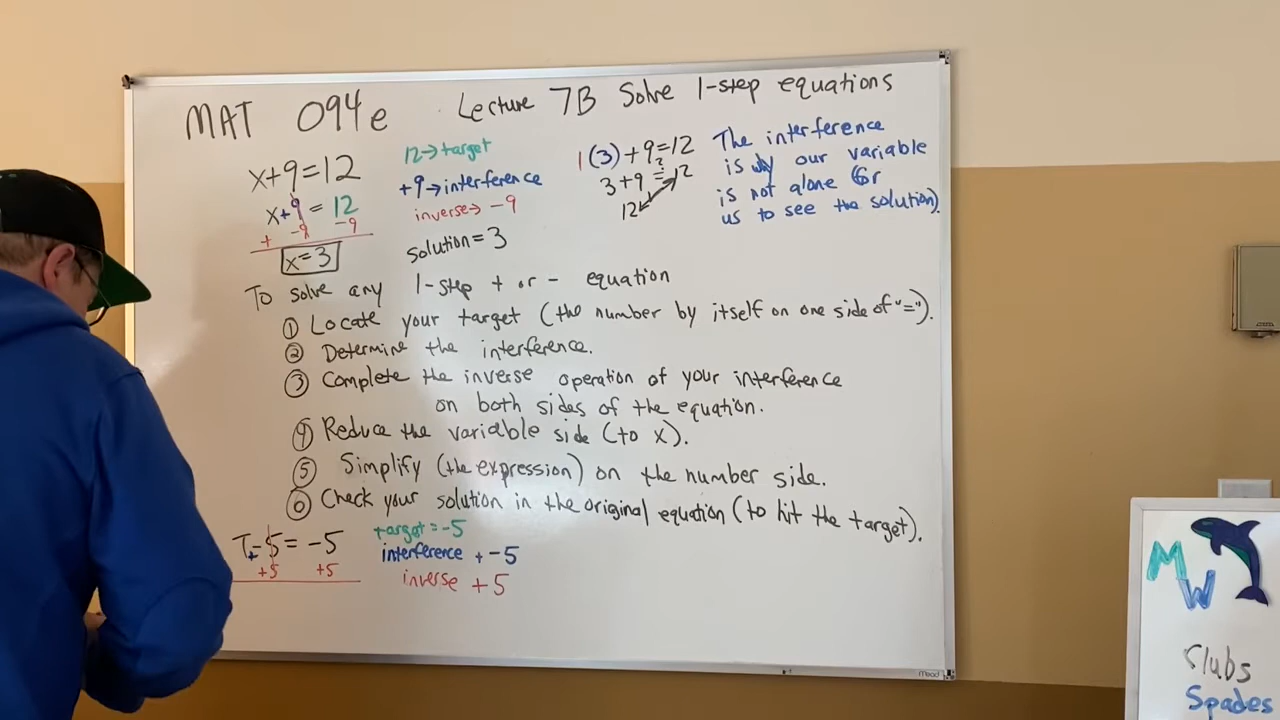 MAT 094e Lecture 7B Solve 1-step equations
x+9=12
x+9 = 12
+ -9 -9
x=3
12→target
+9→interference
inverse→ -9
solution=3
1(3)+9=12
3+9 = 12
?
12
The interference
is why our variable
is not alone (for
us to see the solution).
To solve any 1-step + or - equation
① Locate your target (the number by itself on one side of "=").
② Determine the interference.
③ Complete the inverse operation of your interference
on both sides of the equation.
④ Reduce the variable side (to x).
⑤ Simplify (the expression) on the number side.
⑥ Check your solution in the original equation (to hit the target).
T-5=-5
+5 +5
target=-5
interference + -5
inverse +5
Mead
MW
Clubs
Spades